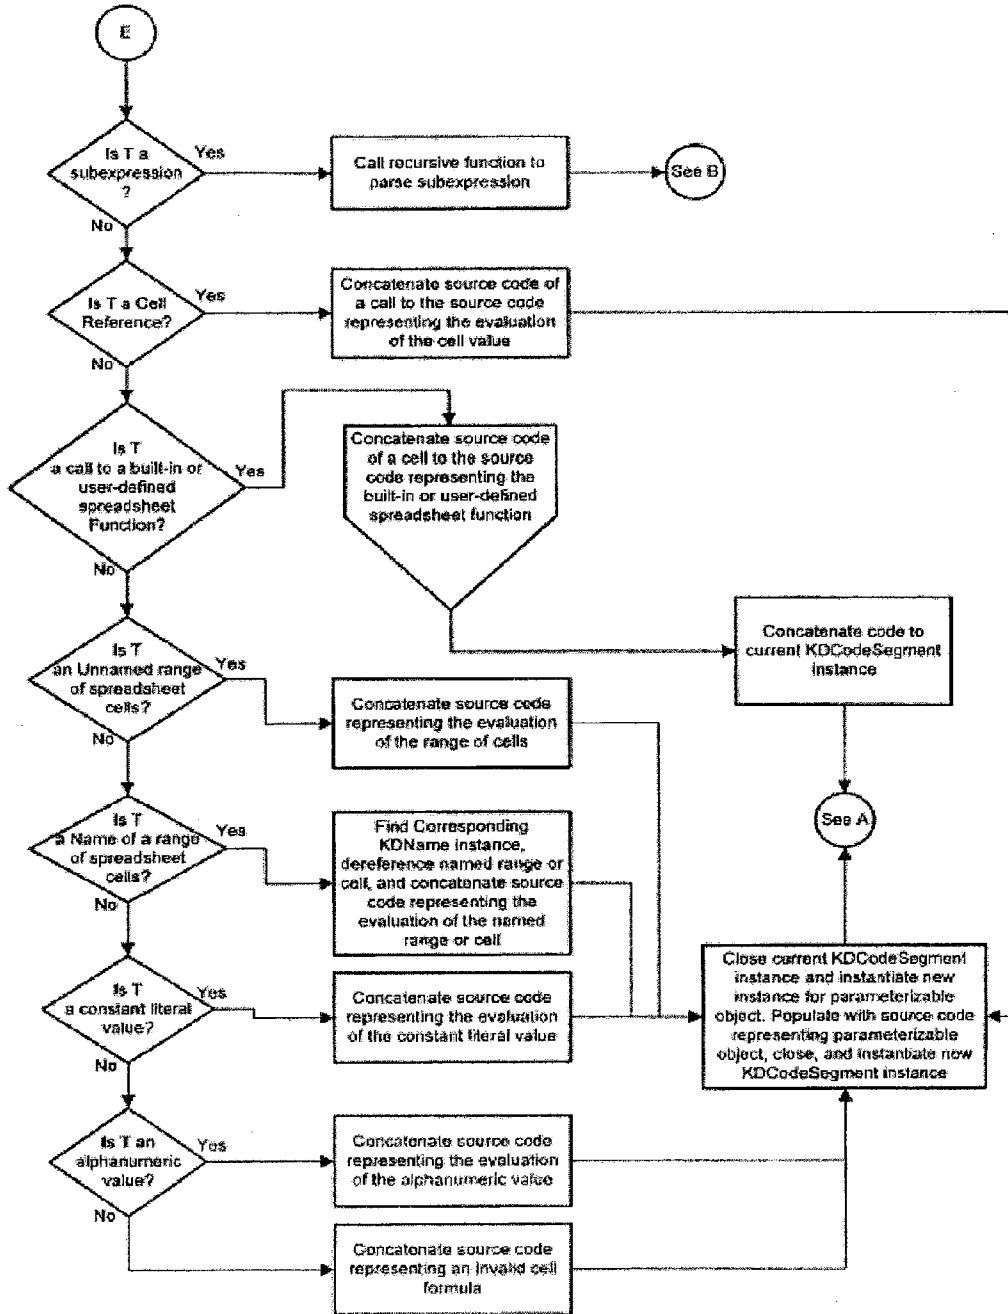 E
Is T a
subexpression
?
Yes
Call recursive function to
parse subexpression
See B
No
Is T a Cell
Reference?
Yes
Concatenate source code of
a call to the source code
representing the evaluation
of the cell value
No
Is T
a call to a built-in or
user-defined
spreadsheet
Function?
Yes
Concatenate source code
of a cell to the source
code representing the
built-in or user-defined
spreadsheet function
No
Concatenate code to
current KDCodeSegment
instance
Is T
an Unnamed range
of spreadsheet
cells?
Yes
Concatenate source code
representing the evaluation
of the range of cells
No
See A
Is T
a Name of a range
of spreadsheet
cells?
Yes
Find Corresponding
KDName instance,
dereference named range or
cell, and concatenate source
code representing the
evaluation of the named
range or cell
No
Close current KDCodeSegment
instance and instantiate new
instance for parameterizable
object. Populate with source code
representing parameterizable
object, close, and instantiate new
KDCodeSegment instance
Is T
a constant literal
value?
Yes
Concatenate source code
representing the evaluation
of the constant literal value
No
Is T an
alphanumeric
value?
Yes
Concatenate source code
representing the evaluation
of the alphanumeric value
No
Concatenate source code
representing an invalid cell
formula